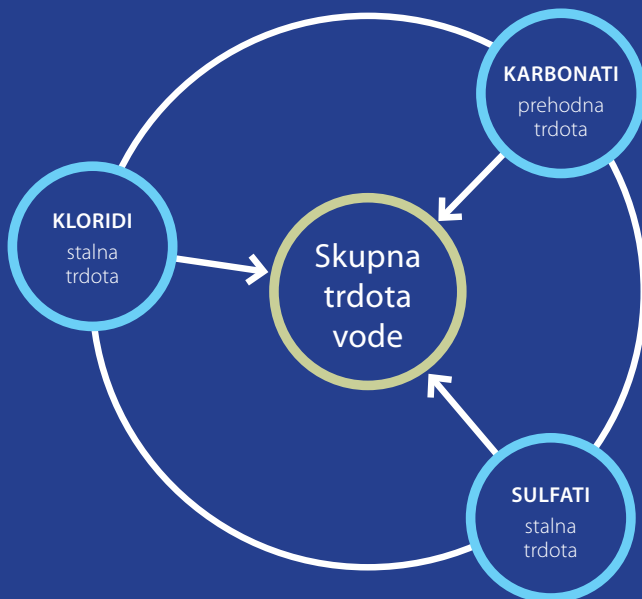 KARBONATI
prehodna
trdota
KLORIDI
stalna
trdota
Skupna
trdota
vode
SULFATI
stalna
trdota